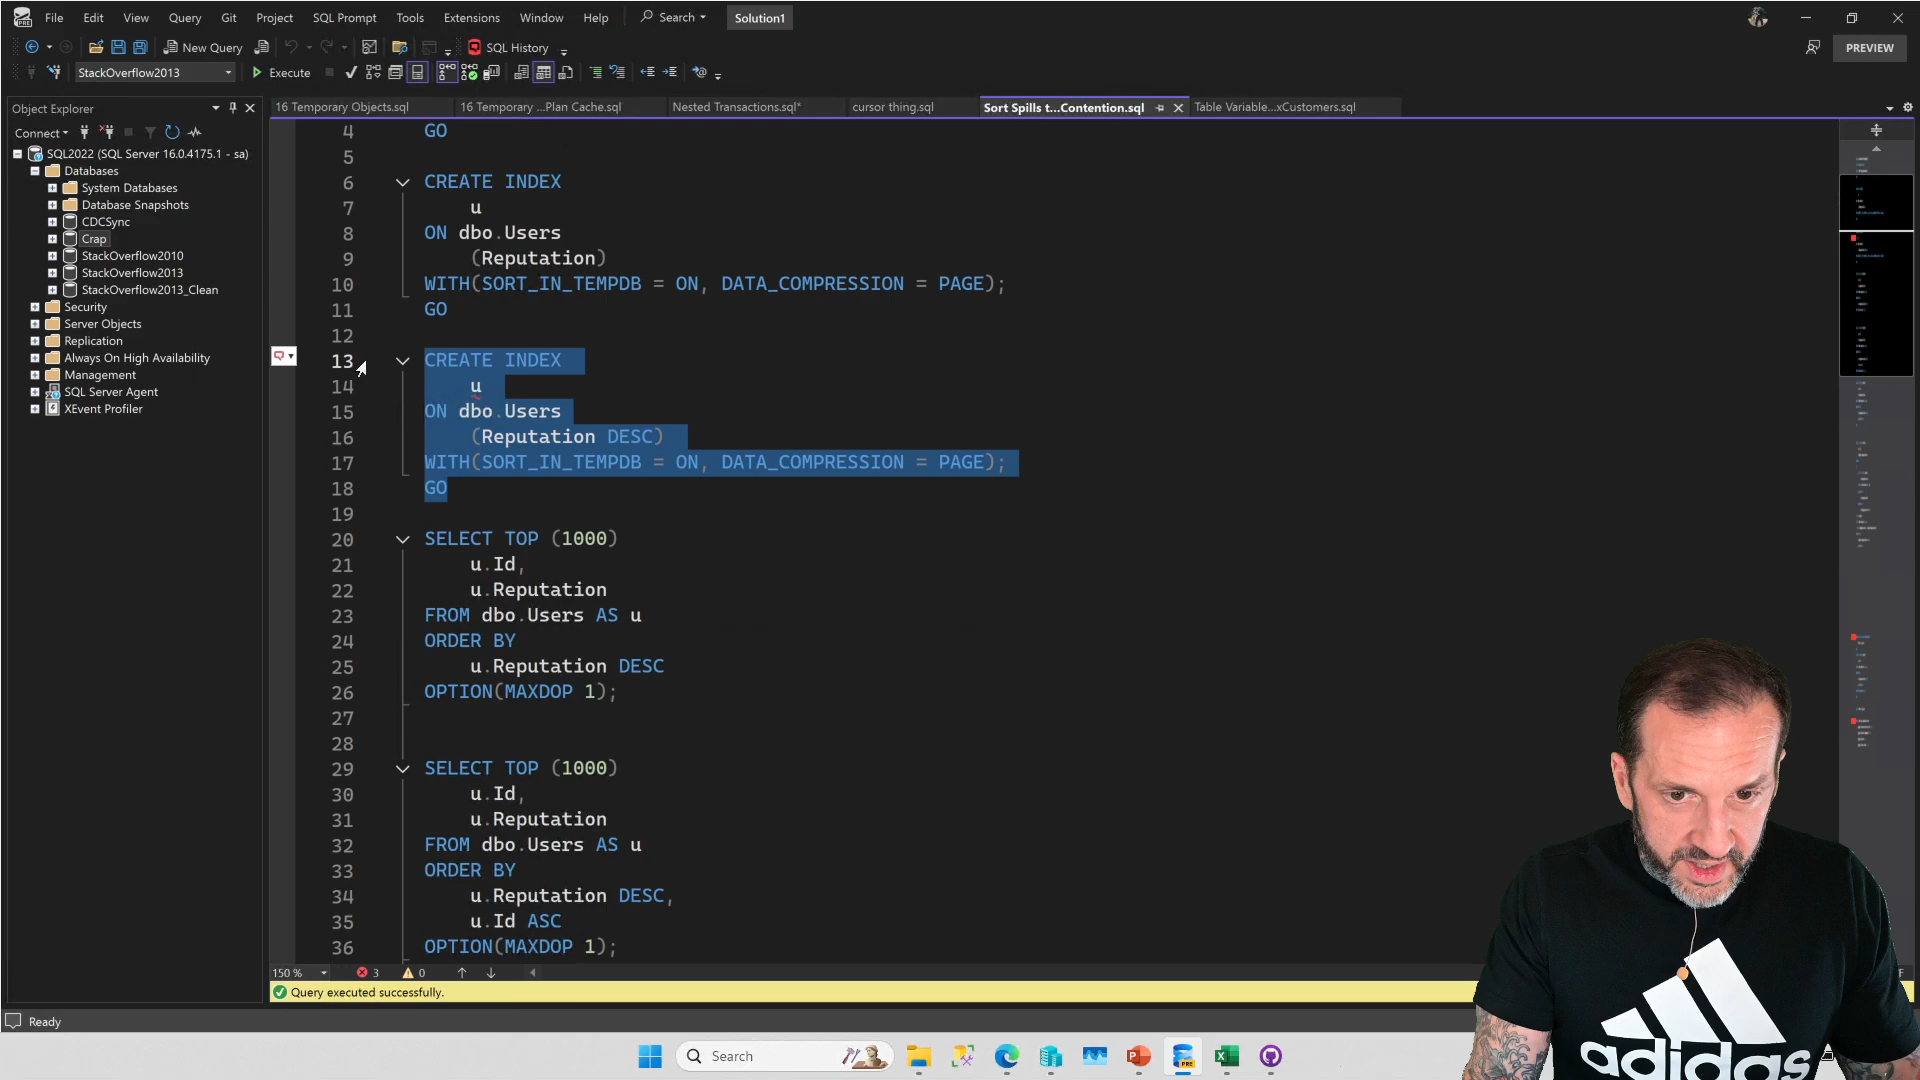 File Edit View Query Git Project SQL Prompt Tools Extensions Window Help Search Solution1
New Query SQL History PREVIEW
StackOverflow2013 Execute
Object Explorer
Connect
SQL2022 (SQL Server 16.0.4175.1 - sa)
Databases
System Databases
Database Snapshots
CDCSync
Crap
StackOverflow2010
StackOverflow2013
StackOverflow2013_Clean
Security
Server Objects
Replication
Always On High Availability
Management
SQL Server Agent
XEvent Profiler
16 Temporary Objects.sql 16 Temporary ...Plan Cache.sql Nested Transactions.sql* cursor thing.sql Sort Spills t...Contention.sql Table Variable...xCustomers.sql
4 GO
5
6 CREATE INDEX
7 u
8 ON dbo.Users
9 (Reputation)
10 WITH(SORT_IN_TEMPDB = ON, DATA_COMPRESSION = PAGE);
11 GO
12
13 CREATE INDEX
14 u
15 ON dbo.Users
16 (Reputation DESC)
17 WITH(SORT_IN_TEMPDB = ON, DATA_COMPRESSION = PAGE);
18 GO
19
20 SELECT TOP (1000)
21 u.Id,
22 u.Reputation
23 FROM dbo.Users AS u
24 ORDER BY
25 u.Reputation DESC
26 OPTION(MAXDOP 1);
27
28
29 SELECT TOP (1000)
30 u.Id,
31 u.Reputation
32 FROM dbo.Users AS u
33 ORDER BY
34 u.Reputation DESC,
35 u.Id ASC
36 OPTION(MAXDOP 1);
150 % 3 0
Query executed successfully.
Ready
Search
PRE
adidas